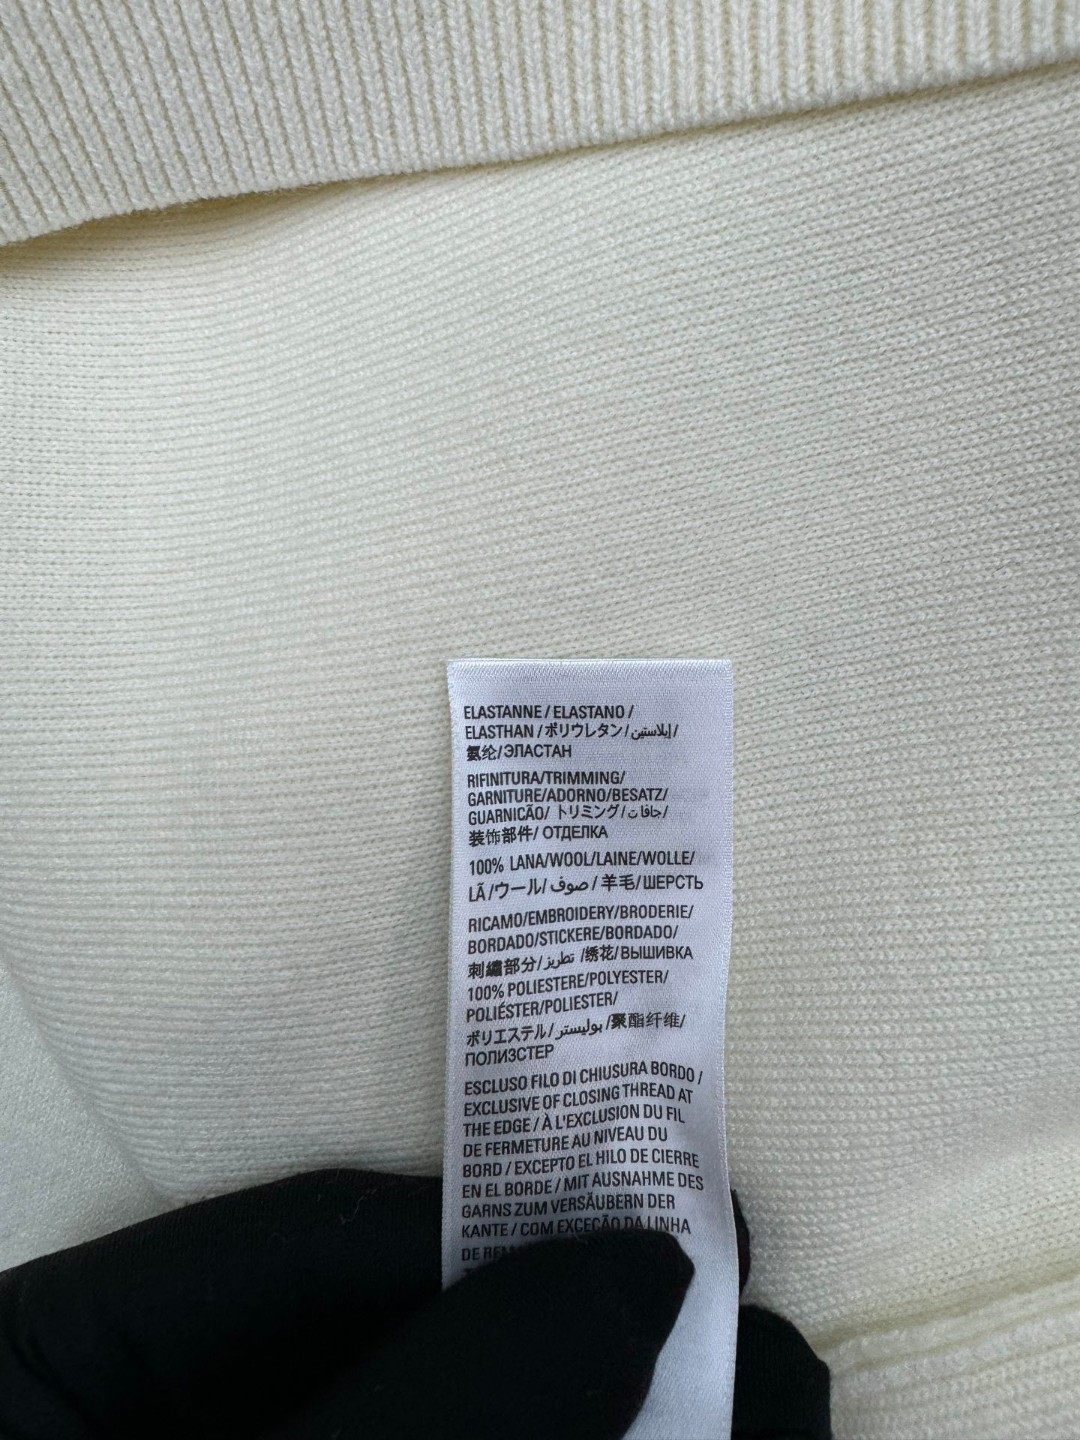 ELASTANNE / ELASTANO /
ELASTHAN / ポリウレタン / إيلاستين /
氨纶/ЭЛАСТАН
RIFINITURA/TRIMMING/
GARNITURE/ADORNO/BESATZ/
GUARNICÃO/ トリミング / حافات /
装饰部件/ ОТДЕЛКА
100% LANA/WOOL/LAINE/WOLLE/
LÃ /ウール/ صوف / 羊毛/ШЕРСТЬ
RICAMO/EMBROIDERY/BRODERIE/
BORDADO/STICKERE/BORDADO/
刺繡部分/ تطريز /绣花/ВЫШИВКА
100% POLIESTERE/POLYESTER/
POLIÉSTER/POLIESTER/
ポリエステル/ بوليستر /聚酯纤维/
ПОЛИЭСТЕР
ESCLUSO FILO DI CHIUSURA BORDO /
EXCLUSIVE OF CLOSING THREAD AT
THE EDGE / À L'EXCLUSION DU FIL
DE FERMETURE AU NIVEAU DU
BORD / EXCEPTO EL HILO DE CIERRE
EN EL BORDE / MIT AUSNAHME DES
GARNS ZUM VERSÄUBERN DER
KANTE / COM EXCEÇÃO DA LINHA
DE